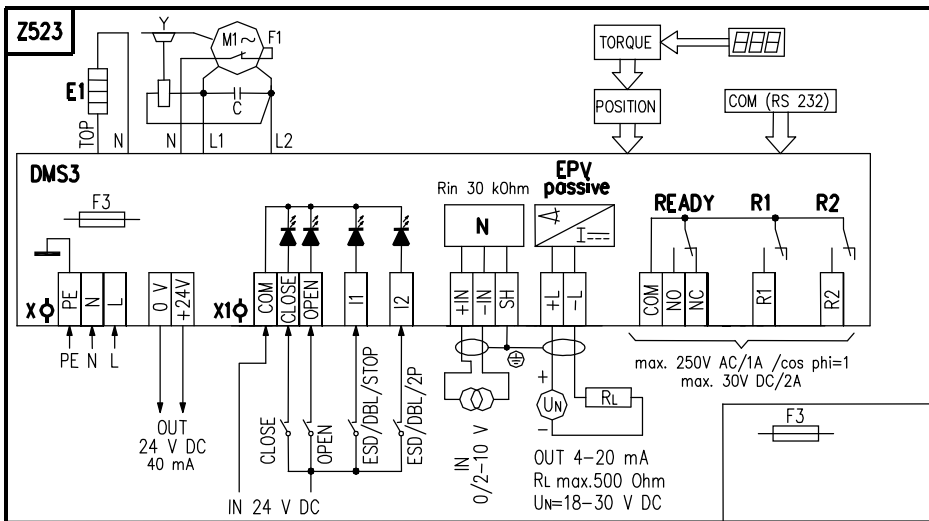 Z523
Y
M1 ~
F1
TORQUE
888
E1
C
POSITION
COM (RS 232)
TOP
N
N
L1
L2
DMS3
F3
Rin 30 kOhm
EPV
passive
N
I
READY
R1
R2
X
PE
N
L
0 V
+24V
X1
COM
CLOSE
OPEN
I1
I2
+IN
-IN
SH
+L
-L
COM
NO
NC
R1
R2
PE N L
OUT
24 V DC
40 mA
CLOSE
OPEN
ESD/DBL/STOP
ESD/DBL/2P
IN 24 V DC
IN
0/2-10 V
+
UN
-
RL
OUT 4-20 mA
RL max.500 Ohm
UN=18-30 V DC
max. 250V AC/1A /cos phi=1
max. 30V DC/2A
F3